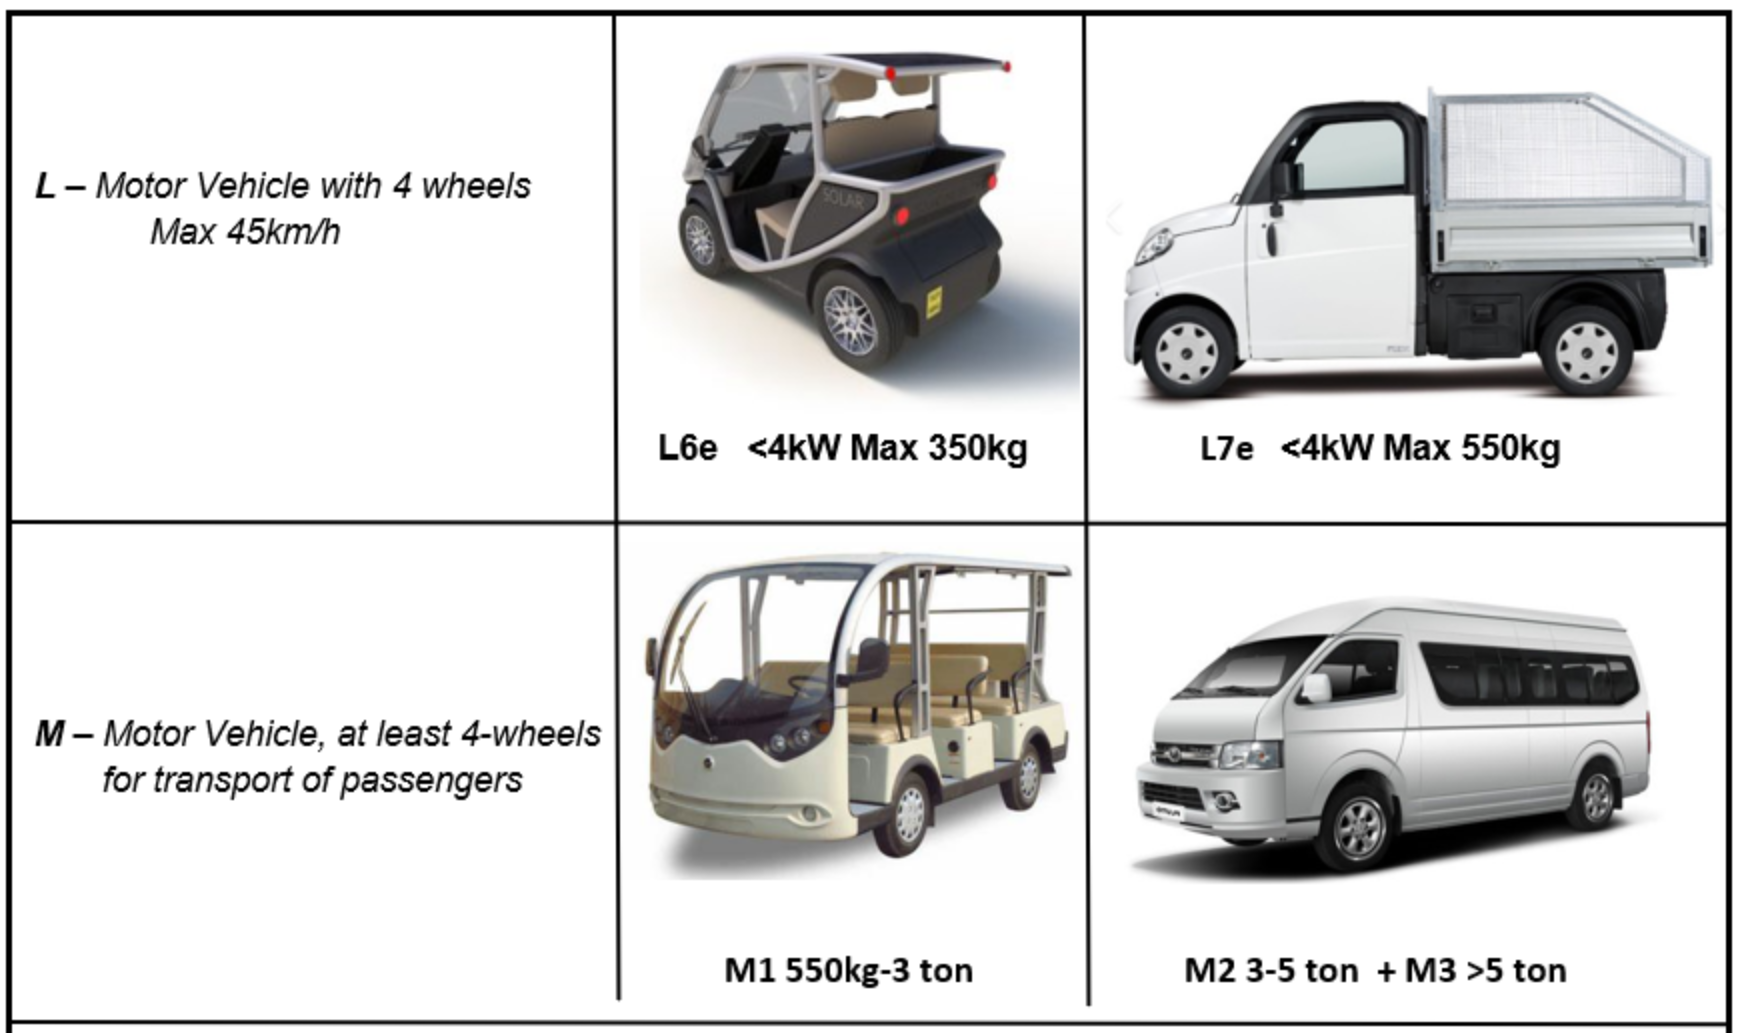 L – Motor Vehicle with 4 wheels
Max 45km/h
SOLAR
L6e <4kW Max 350kg
L7e <4kW Max 550kg
M – Motor Vehicle, at least 4-wheels
for transport of passengers
M1 550kg-3 ton
M2 3-5 ton + M3 >5 ton